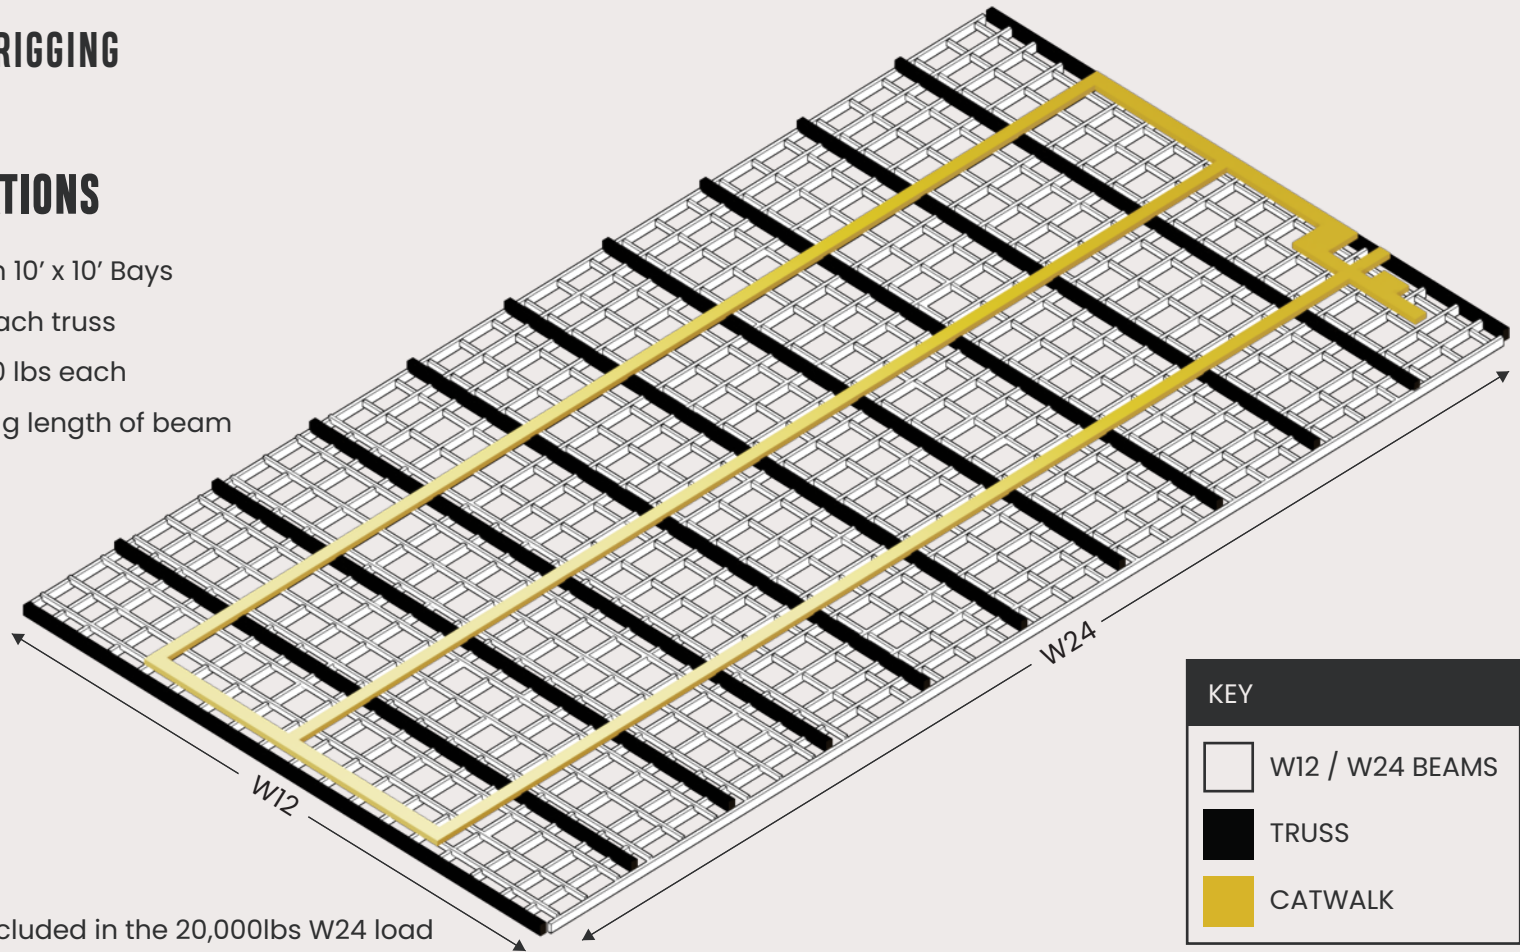 RIGGING
TIONS
10’ x 10’ Bays
ach truss
lbs each
g length of beam
W24
W12
KEY
W12 / W24 BEAMS
TRUSS
CATWALK
cluded in the 20,000lbs W24 load